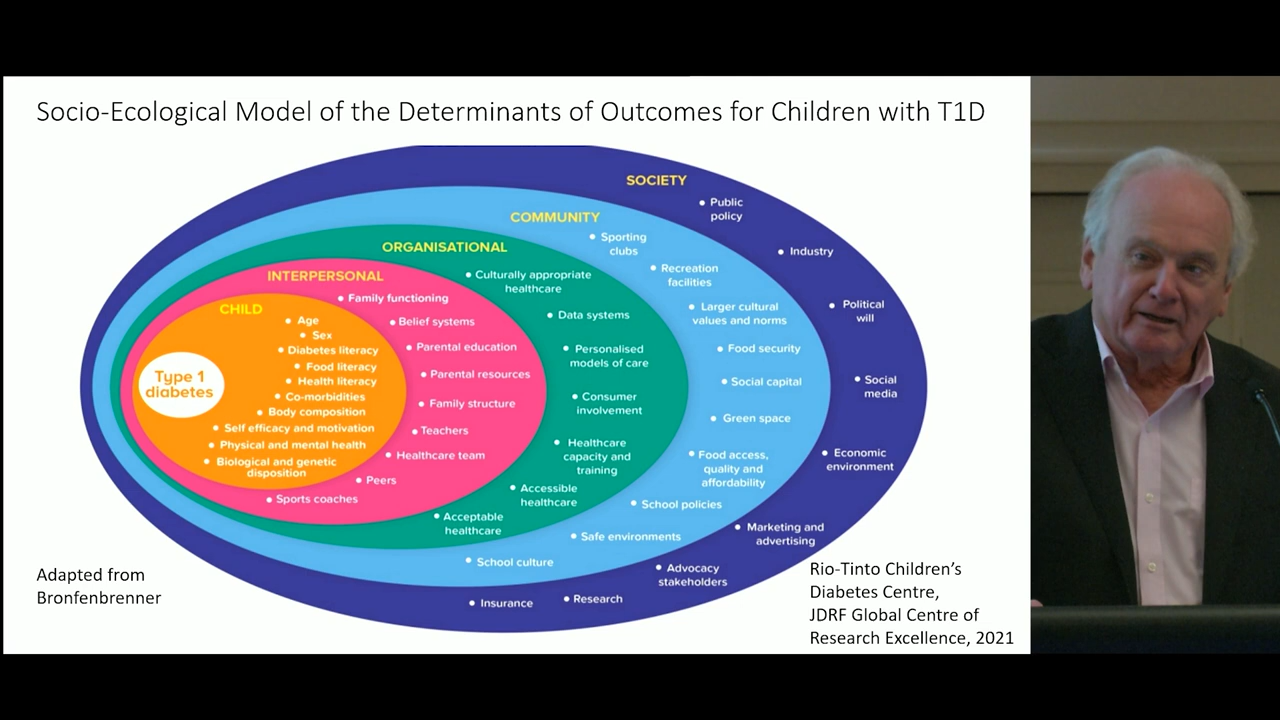 Socio-Ecological Model of the Determinants of Outcomes for Children with T1D
SOCIETY
• Public
policy
• Industry
• Political
will
• Social
media
• Economic
environment
• Marketing and
advertising
• Advocacy
stakeholders
• Research
• Insurance
COMMUNITY
• Sporting
clubs
• Recreation
facilities
• Larger cultural
values and norms
• Food security
• Social capital
• Green space
• Food access,
quality and
affordability
• School policies
• Safe environments
• School culture
ORGANISATIONAL
• Culturally appropriate
healthcare
• Data systems
• Personalised
models of care
• Consumer
involvement
• Healthcare
capacity and
training
• Accessible
healthcare
• Acceptable
healthcare
INTERPERSONAL
• Family functioning
• Belief systems
• Parental education
• Parental resources
• Family structure
• Teachers
• Healthcare team
• Peers
• Sports coaches
CHILD
• Age
• Sex
• Diabetes literacy
• Food literacy
• Health literacy
• Co-morbidities
• Body composition
• Self efficacy and motivation
• Physical and mental health
• Biological and genetic
disposition
Type 1
diabetes
Adapted from
Bronfenbrenner
Rio-Tinto Children's
Diabetes Centre,
JDRF Global Centre of
Research Excellence, 2021